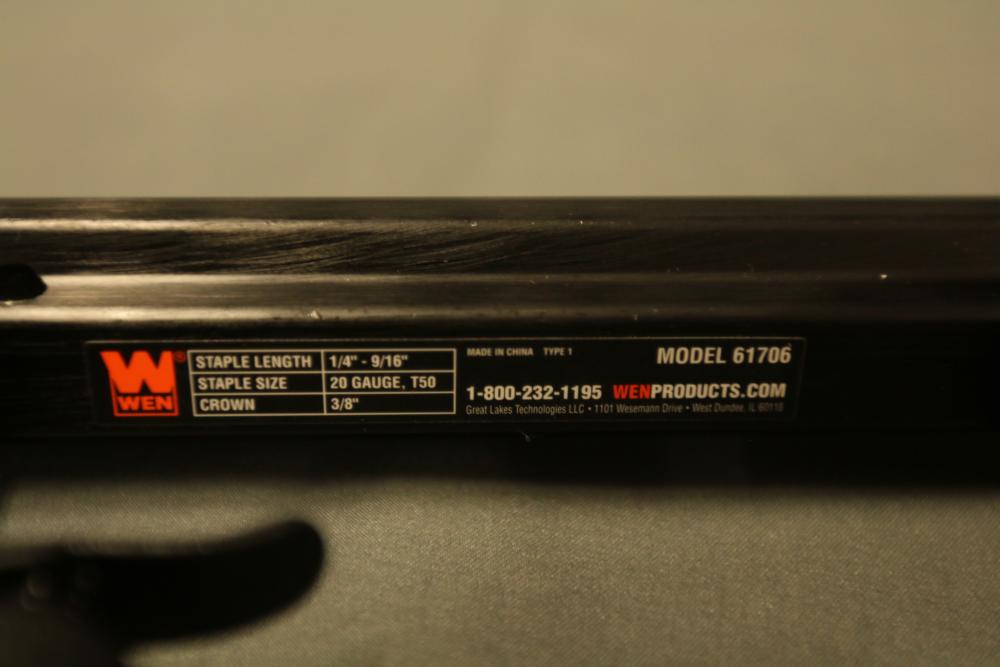 W®
WEN
STAPLE LENGTH 1/4" - 9/16"
STAPLE SIZE 20 GAUGE, T50
CROWN 3/8"
MADE IN CHINA TYPE 1
MODEL 61706
1-800-232-1195 WENPRODUCTS.COM
Great Lakes Technologies LLC • 1101 Wesemann Drive • West Dundee, IL 60118